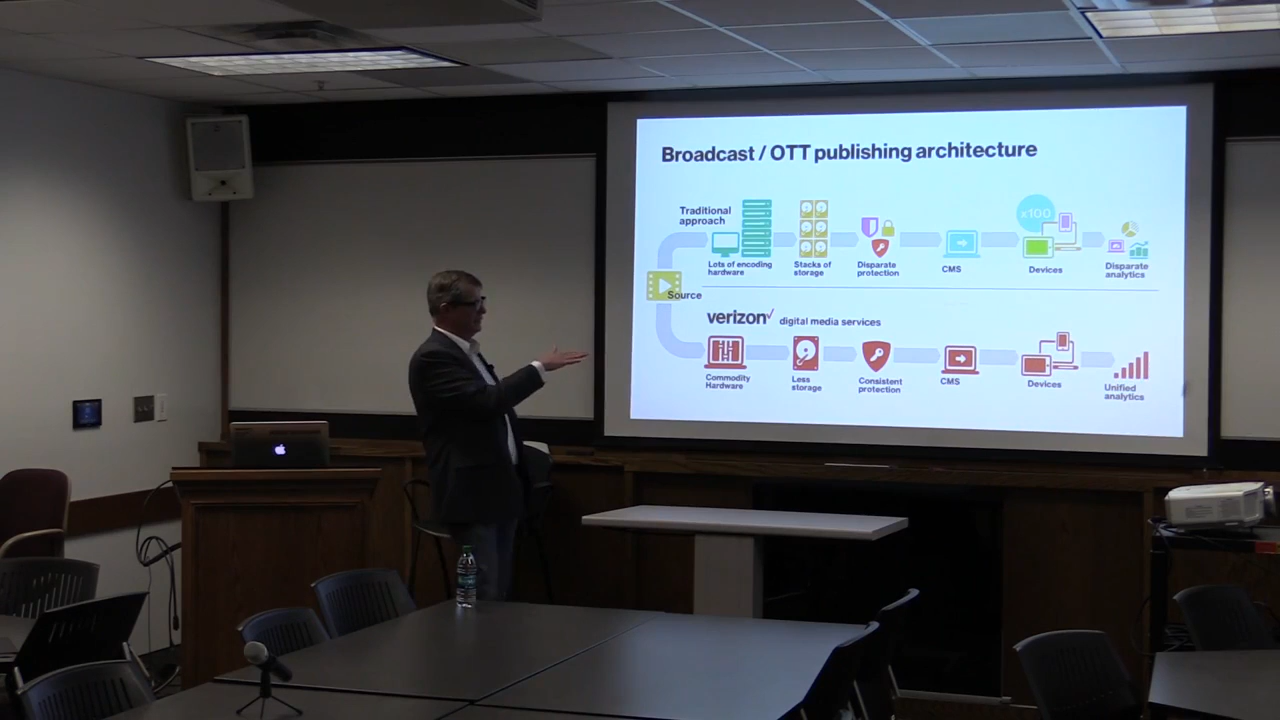 Broadcast / OTT publishing architecture
Traditional
approach
x100
Lots of encoding
hardware
Stacks of
storage
Disparate
protection
CMS
Devices
Disparate
analytics
Source
verizon✓ digital media services
Commodity
Hardware
Less
storage
Consistent
protection
CMS
Devices
Unified
analytics